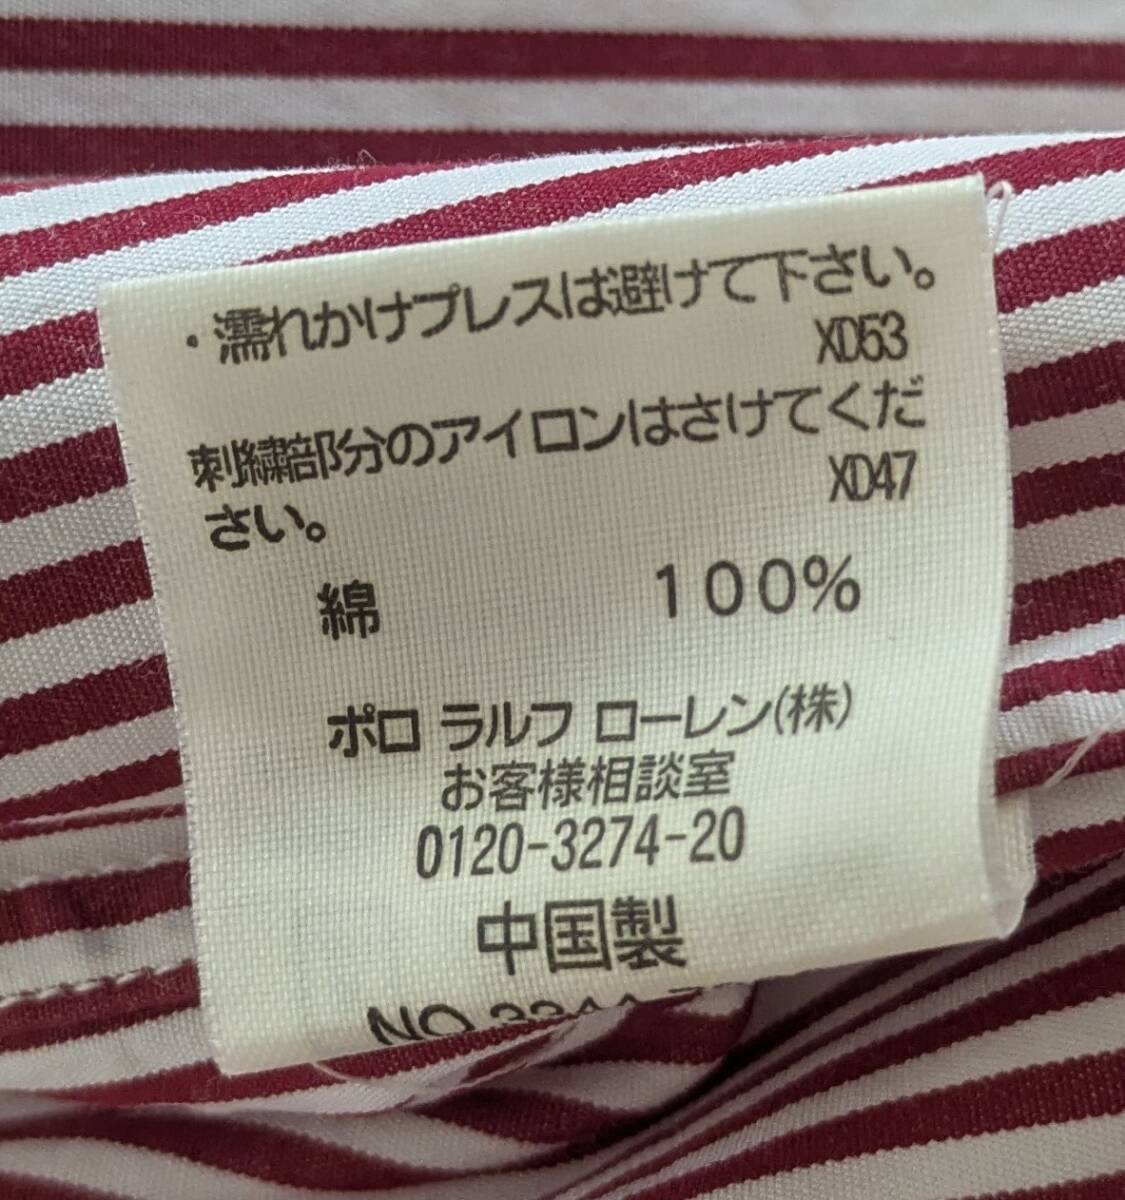 ・濡れかけプレスは避けて下さい。
XD53
刺繍部分のアイロンはさけてくだ
さい。 XD47
綿 100%
ポロ ラルフ ローレン(株)
お客様相談室
0120-3274-20
中国製
NO.